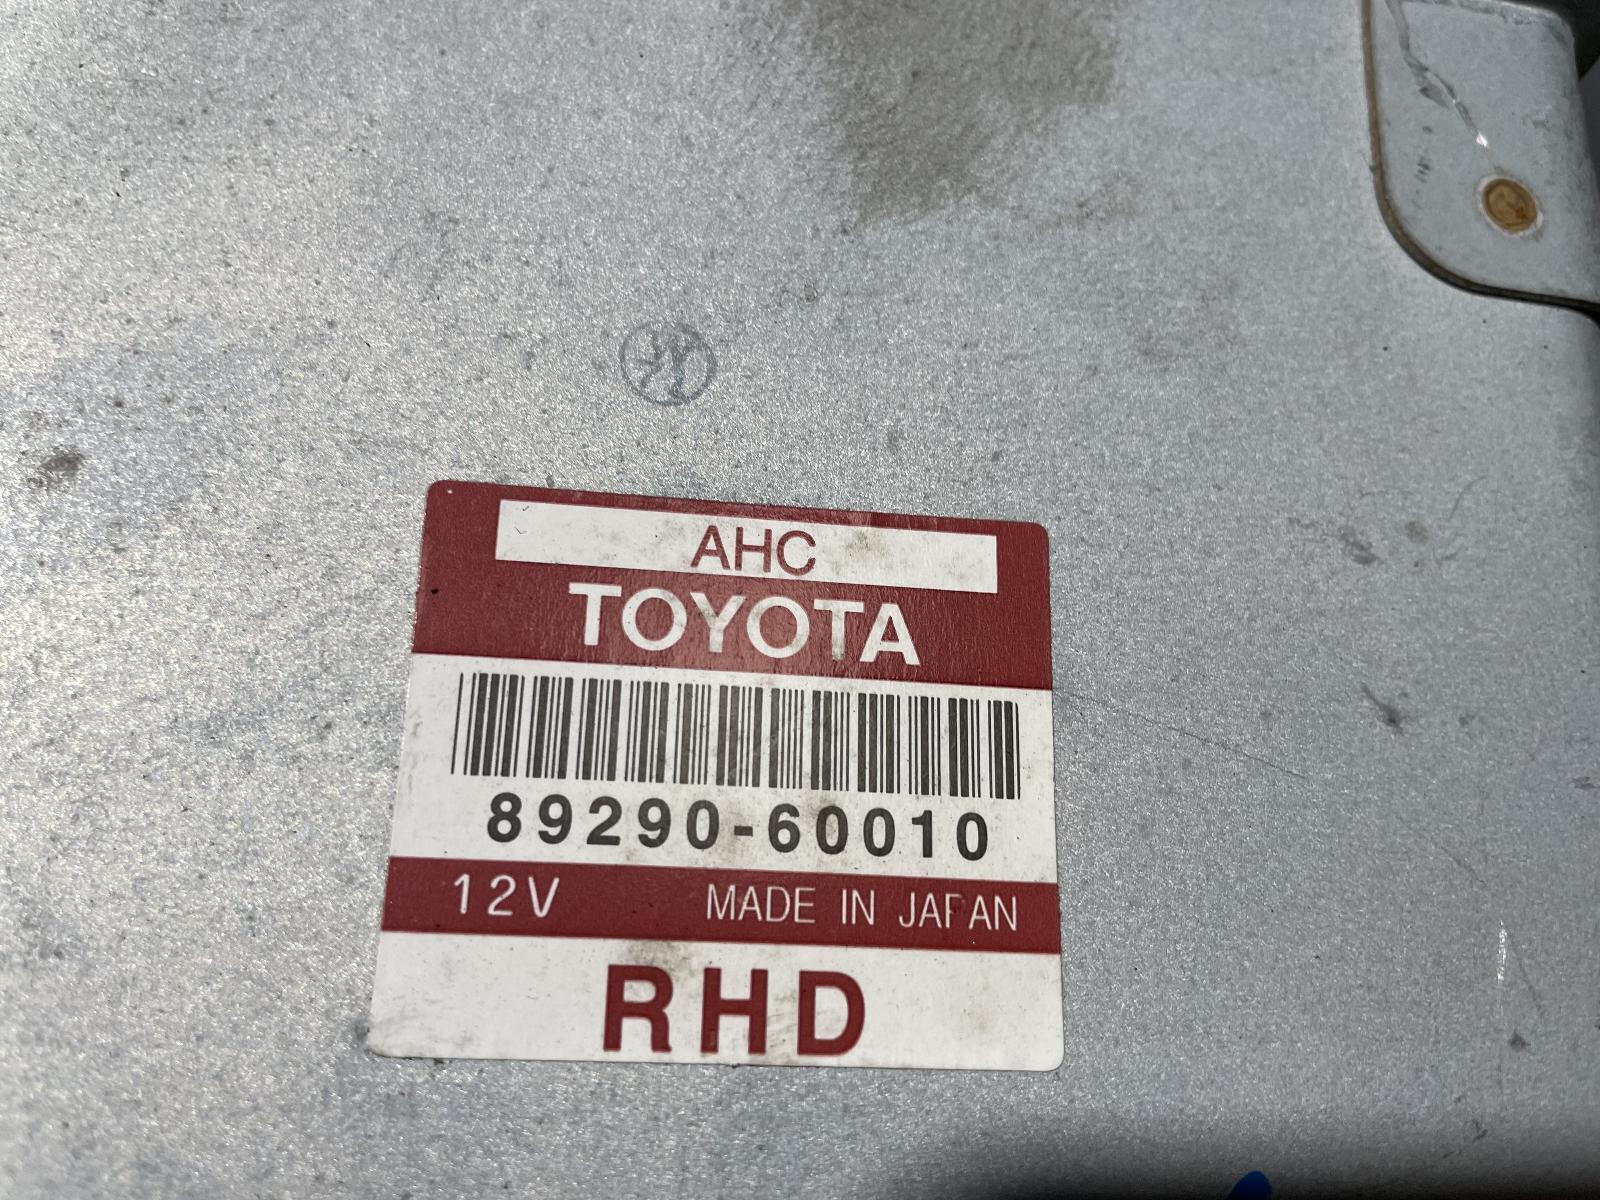 AHC
TOYOTA
89290-60010
12V MADE IN JAPAN
RHD